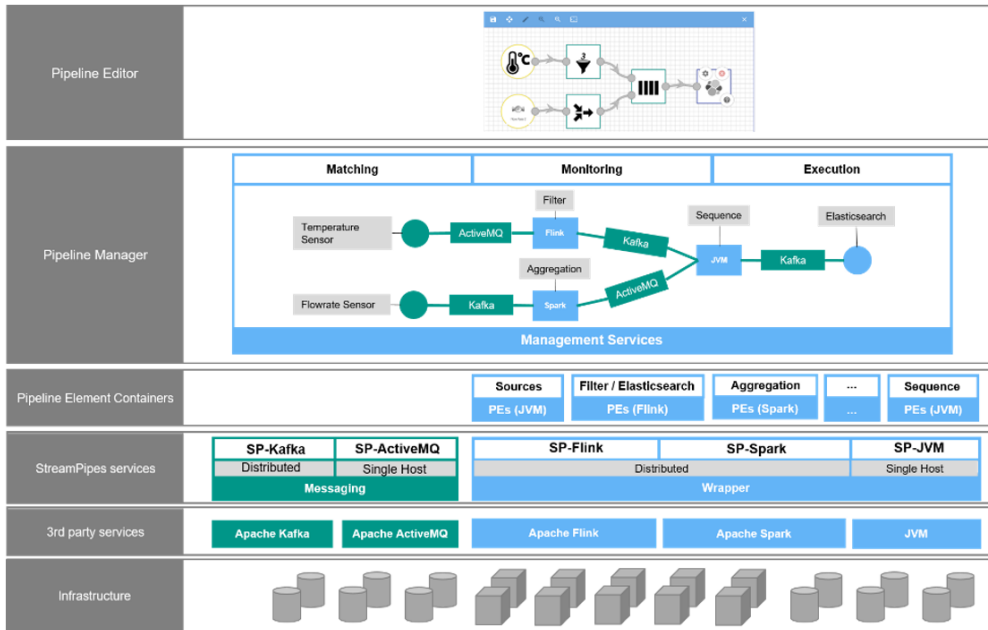 Pipeline Editor
°C
Pipeline Manager
Matching
Monitoring
Execution
Temperature
Sensor
ActiveMQ
Filter
Flink
Kafka
Sequence
JVM
Kafka
Elasticsearch
Flowrate Sensor
Kafka
Aggregation
Spark
ActiveMQ
Management Services
Pipeline Element Containers
Sources
PEs (JVM)
Filter / Elasticsearch
PEs (Flink)
Aggregation
PEs (Spark)
...
...
Sequence
PEs (JVM)
StreamPipes services
SP-Kafka
SP-ActiveMQ
Distributed
Single Host
Messaging
SP-Flink
SP-Spark
SP-JVM
Distributed
Single Host
Wrapper
3rd party services
Apache Kafka
Apache ActiveMQ
Apache Flink
Apache Spark
JVM
Infrastructure